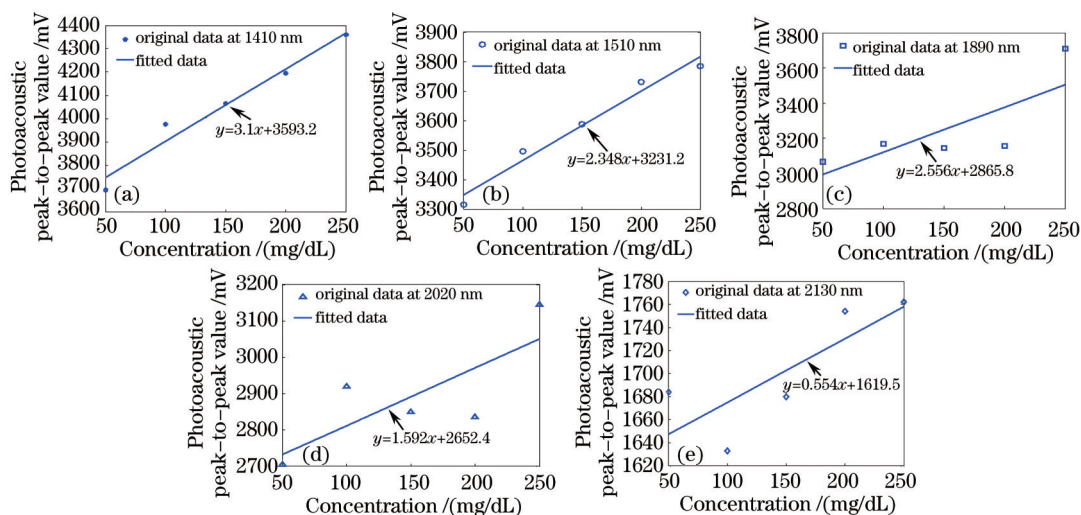 Photoacoustic
peak−to−peak value /mV
4400
4300
4200
4100
4000
3900
3800
3700
3600
original data at 1410 nm
fitted data
y=3.1x+3593.2
(a)
50 100 150 200 250
Concentration /(mg/dL)
Photoacoustic
peak−to−peak value /mV
3900
3800
3700
3600
3500
3400
3300
original data at 1510 nm
fitted data
y=2.348x+3231.2
(b)
50 100 150 200 250
Concentration /(mg/dL)
Photoacoustic
peak−to−peak value /mV
3800
3600
3400
3200
3000
2800
original data at 1890 nm
fitted data
y=2.556x+2865.8
(c)
50 100 150 200 250
Concentration /(mg/dL)
Photoacoustic
peak−to−peak value /mV
3200
3100
3000
2900
2800
2700
original data at 2020 nm
fitted data
y=1.592x+2652.4
(d)
50 100 150 200 250
Concentration /(mg/dL)
Photoacoustic
peak−to−peak value /mV
1780
1760
1740
1720
1700
1680
1660
1640
1620
original data at 2130 nm
fitted data
y=0.554x+1619.5
(e)
50 100 150 200 250
Concentration /(mg/dL)